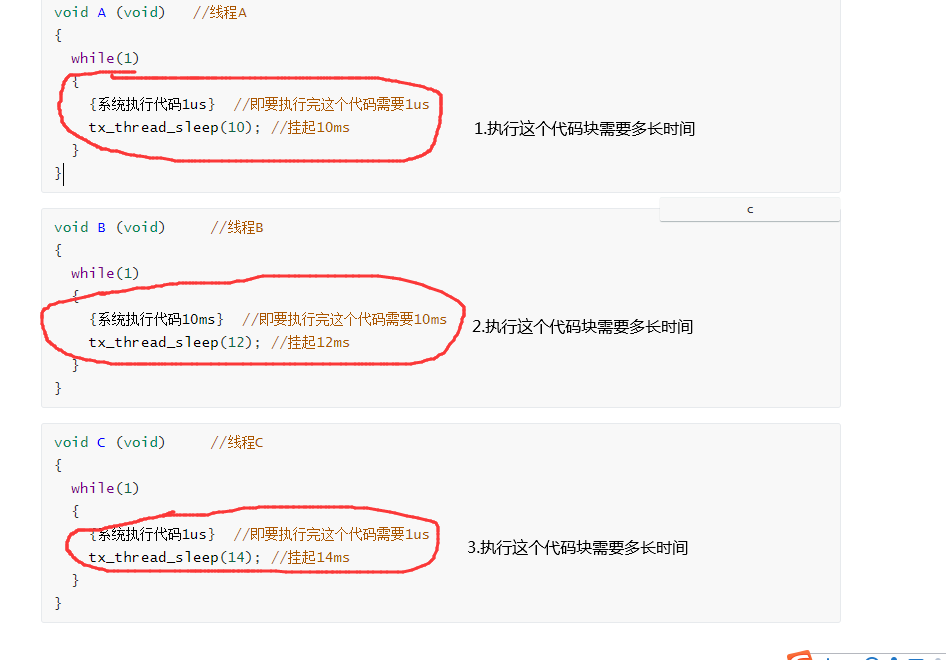 void A (void)   //线程A
{
while(1)
{
{系统执行代码1us}  //即要执行完这个代码需要1us
tx_thread_sleep(10); //挂起10ms
1.执行这个代码块需要多长时间
}
}
c
void B (void)     //线程B
{
while(1)
{
{系统执行代码10ms}  //即要执行完这个代码需要10ms
tx_thread_sleep(12); //挂起12ms
2.执行这个代码块需要多长时间
}
}
void C (void)     //线程C
{
while(1)
{
{系统执行代码1us}  //即要执行完这个代码需要1us
tx_thread_sleep(14); //挂起14ms
3.执行这个代码块需要多长时间
}
}